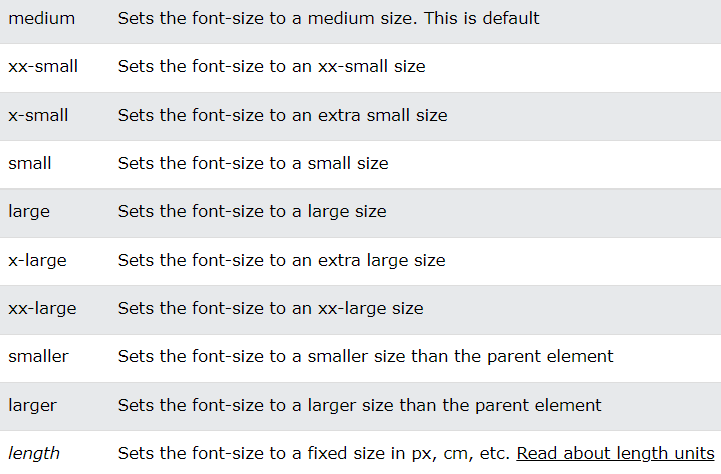 medium Sets the font-size to a medium size. This is default
xx-small Sets the font-size to an xx-small size
x-small Sets the font-size to an extra small size
small Sets the font-size to a small size
large Sets the font-size to a large size
x-large Sets the font-size to an extra large size
xx-large Sets the font-size to an xx-large size
smaller Sets the font-size to a smaller size than the parent element
larger Sets the font-size to a larger size than the parent element
length Sets the font-size to a fixed size in px, cm, etc. Read about length units